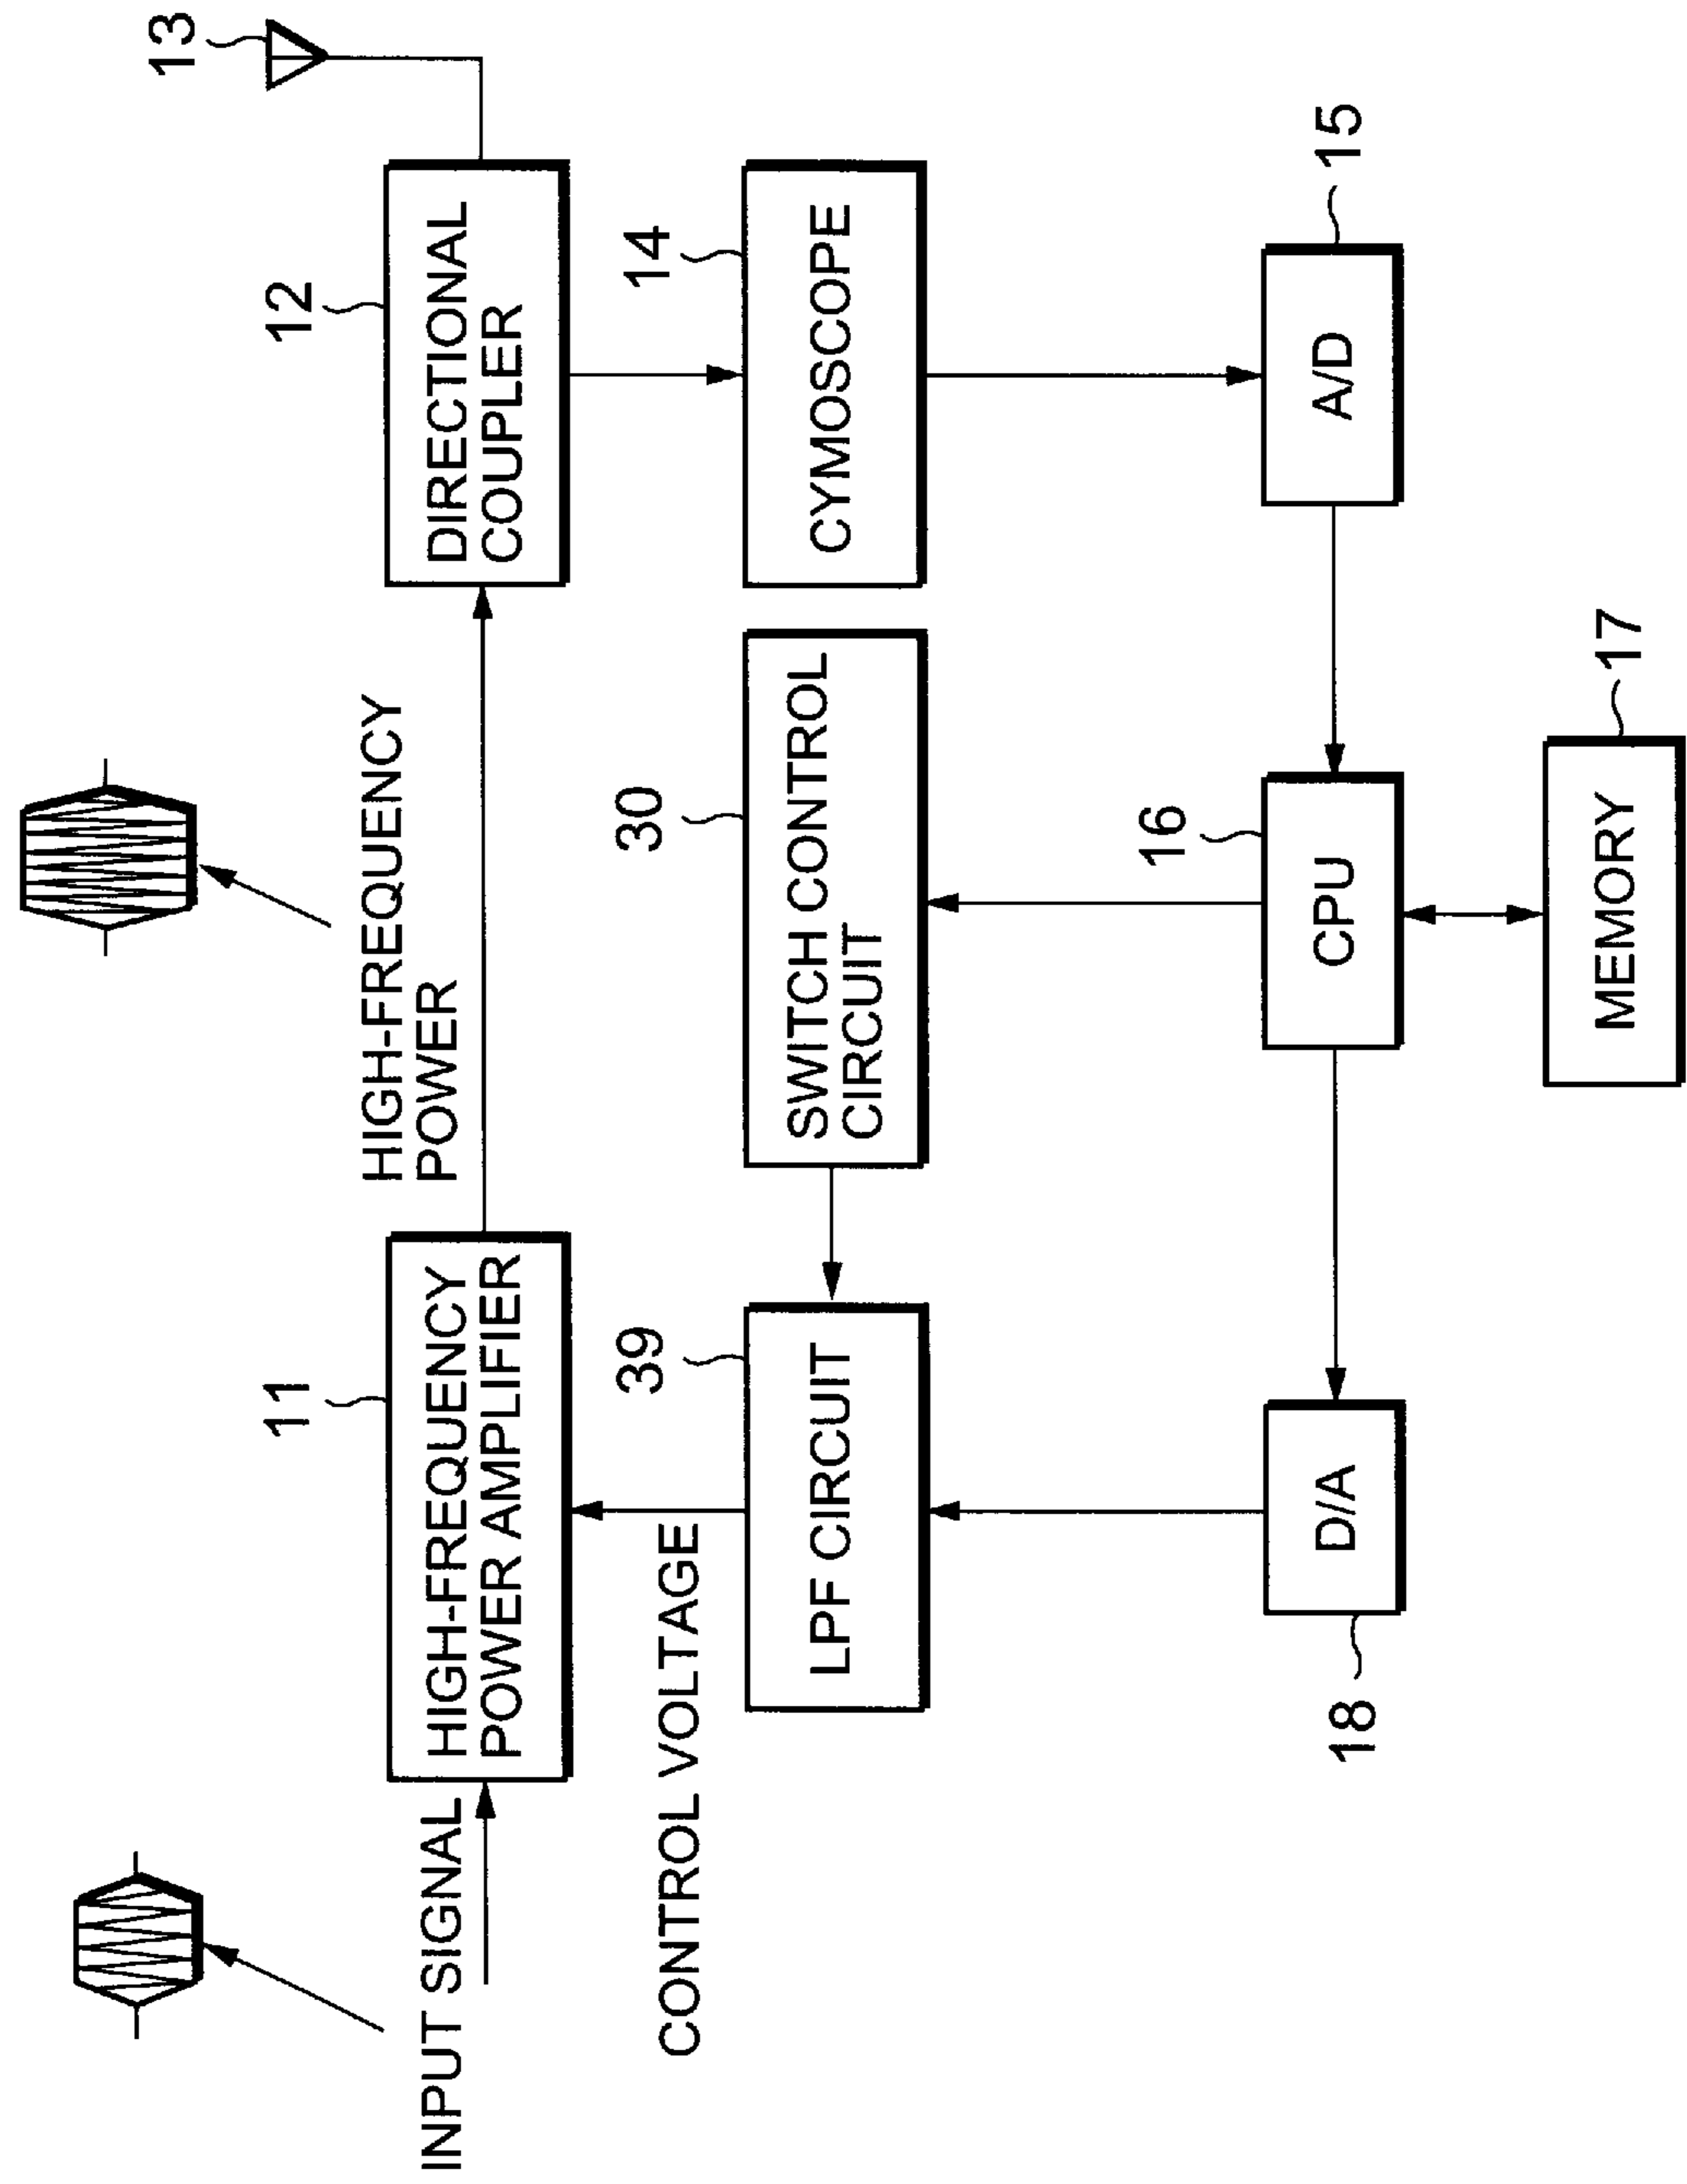 INPUT SIGNAL
11
HIGH-FREQUENCY
POWER AMPLIFIER
HIGH-FREQUENCY
POWER
12
DIRECTIONAL
COUPLER
13
CONTROL VOLTAGE
39
LPF CIRCUIT
30
SWITCH CONTROL
CIRCUIT
14
CYMOSCOPE
18
D/A
16
CPU
15
A/D
17
MEMORY